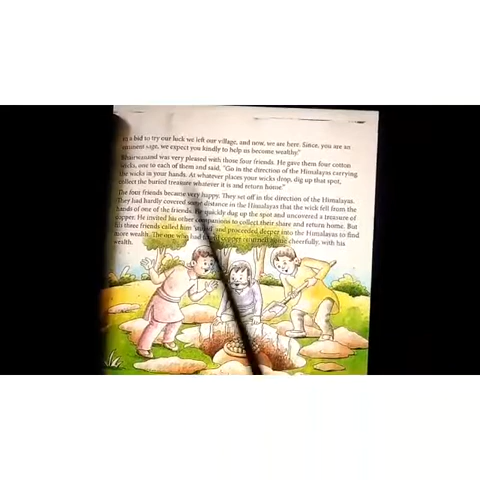 in a bid to try our luck we left our village, and now, we are here. Since, you are an
eminent sage, we expect you kindly to help us become wealthy."
Bhairwanand was very pleased with those four friends. He gave them four cotton
wicks, one to each of them and said, "Go in the direction of the Himalayas carrying
the wicks in your hands. At whatever places your wicks drop, dig up that spot,
collect the buried treasure whatever it is and return home."
The four friends became very happy. They set off in the direction of the Himalayas.
They had hardly covered some distance in the Himalayas that the wick fell from the
hands of one of the friends. He quickly dug up the spot and uncovered a treasure of
copper. He invited his other companions to collect their share and return home. But
his three friends called him and proceeded deeper into the Himalayas to find
more wealth. The one who had found copper returned home cheerfully, with his
wealth.